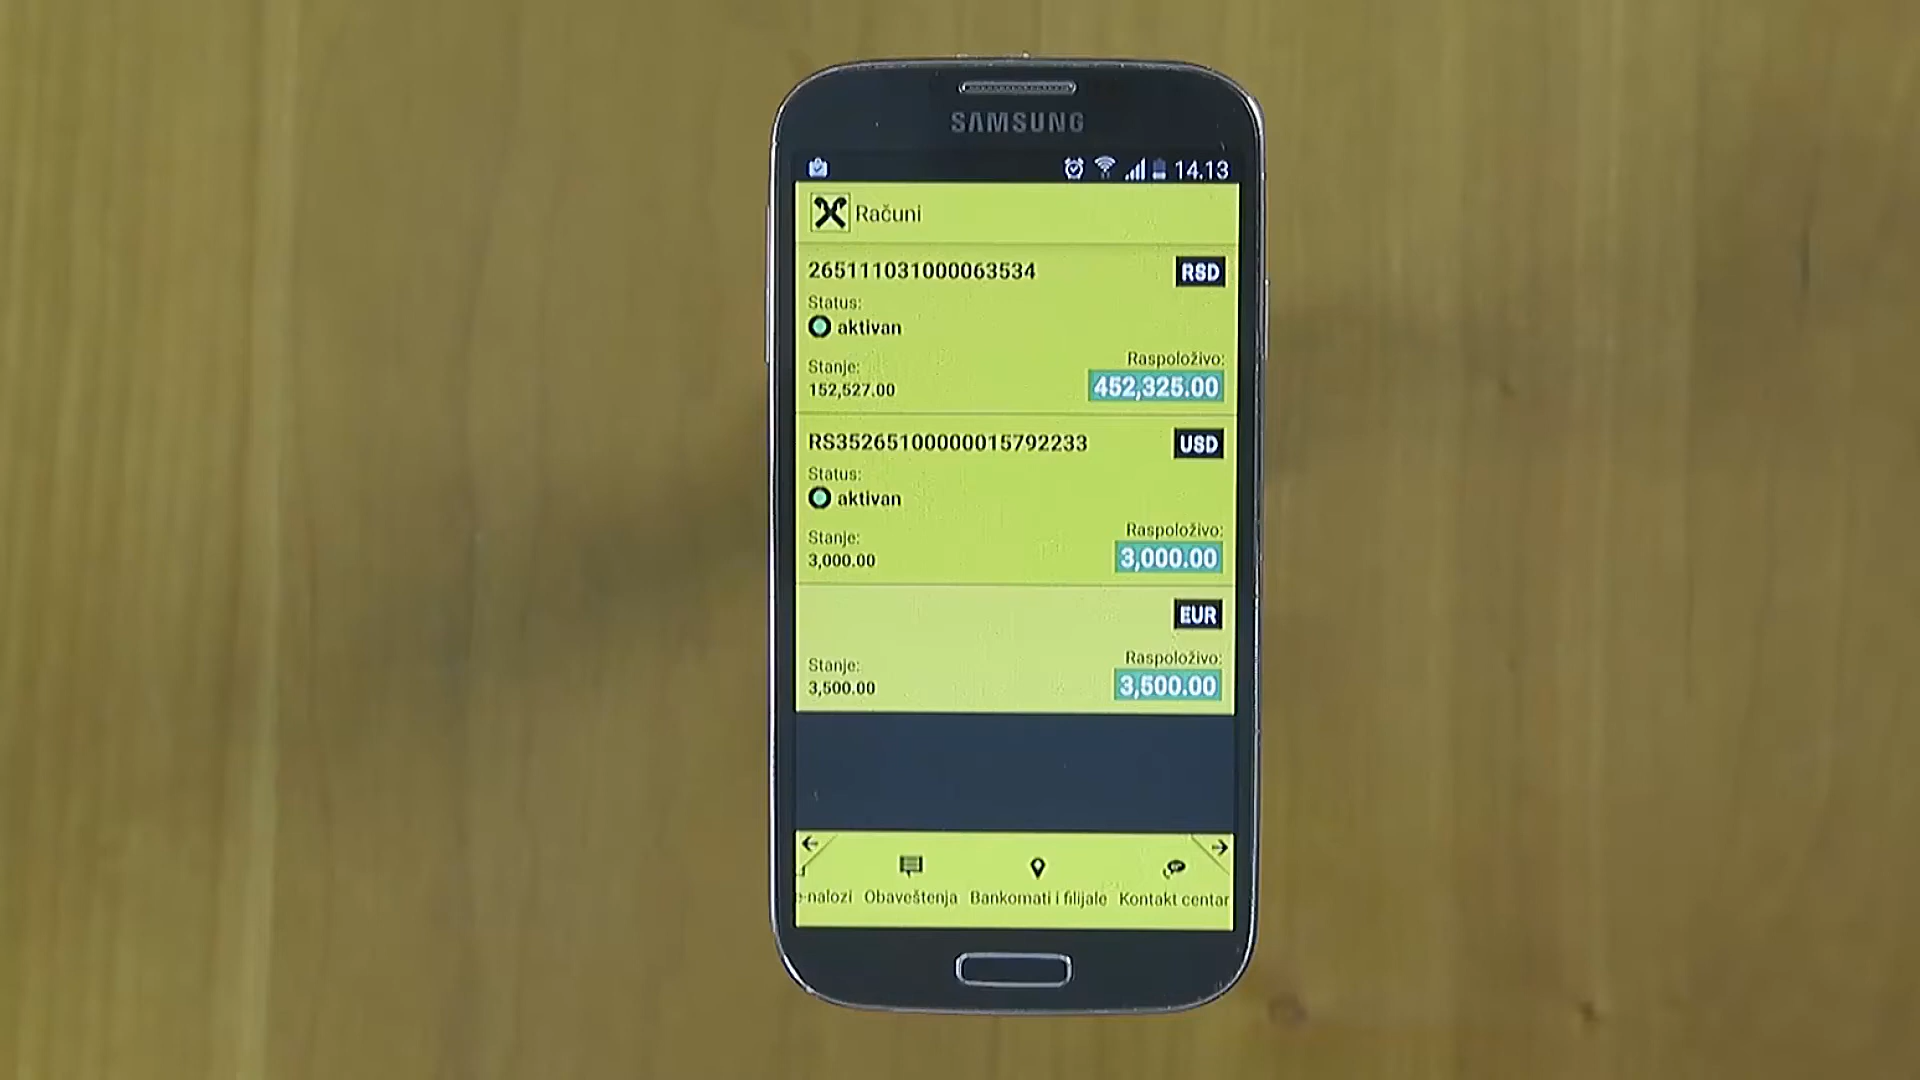 SAMSUNG
14.13
Računi
265111031000063534 RSD
Status:
aktivan
Stanje: Raspoloživo:
152,527.00 452,325.00
RS35265100000015792233 USD
Status:
aktivan
Stanje: Raspoloživo:
3,000.00 3,000.00
EUR
Stanje: Raspoloživo:
3,500.00 3,500.00
e-nalozi Obaveštenja Bankomati i filijale Kontakt centar